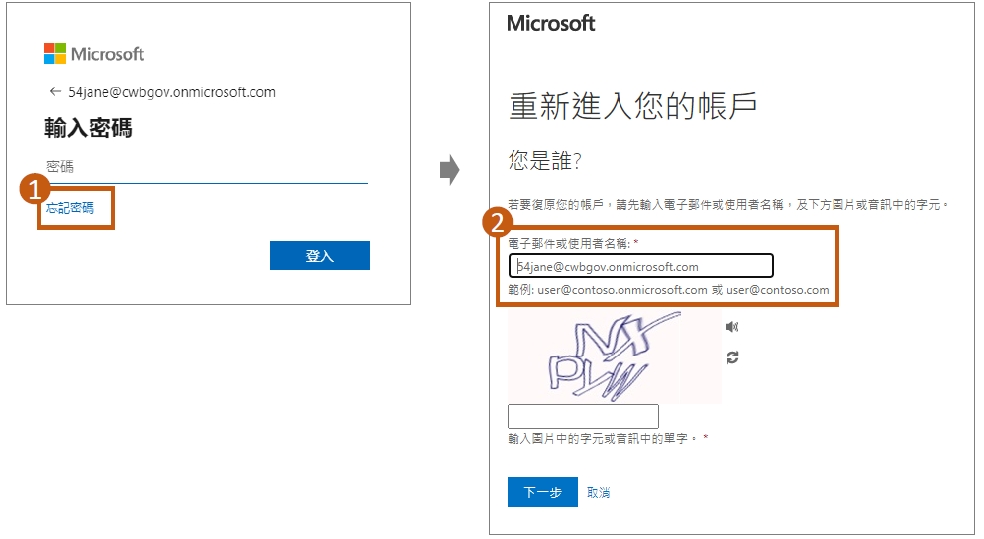 Microsoft
← 54jane@cwbgov.onmicrosoft.com
輸入密碼
密碼
1
忘記密碼
登入
Microsoft
重新進入您的帳戶
您是誰?
若要復原您的帳戶，請先輸入電子郵件或使用者名稱，及下方圖片或音訊中的字元。
2
電子郵件或使用者名稱: *
54jane@cwbgov.onmicrosoft.com
範例: user@contoso.onmicrosoft.com 或 user@contoso.com
NX
PLW
輸入圖片中的字元或音訊中的單字。 *
下一步 取消